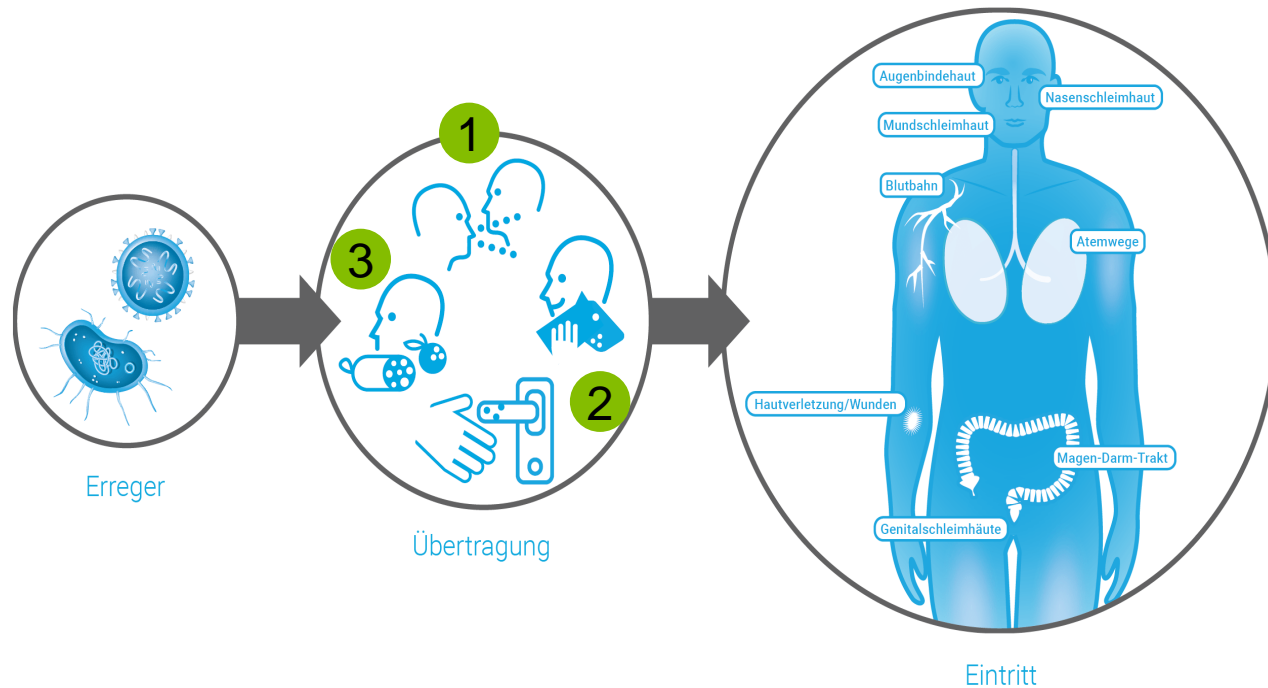 Erreger
1
3
2
Übertragung
Augenbindehaut
Nasenschleimhaut
Mundschleimhaut
Blutbahn
Atemwege
Hautverletzung/Wunden
Magen-Darm-Trakt
Genitalschleimhäute
Eintritt